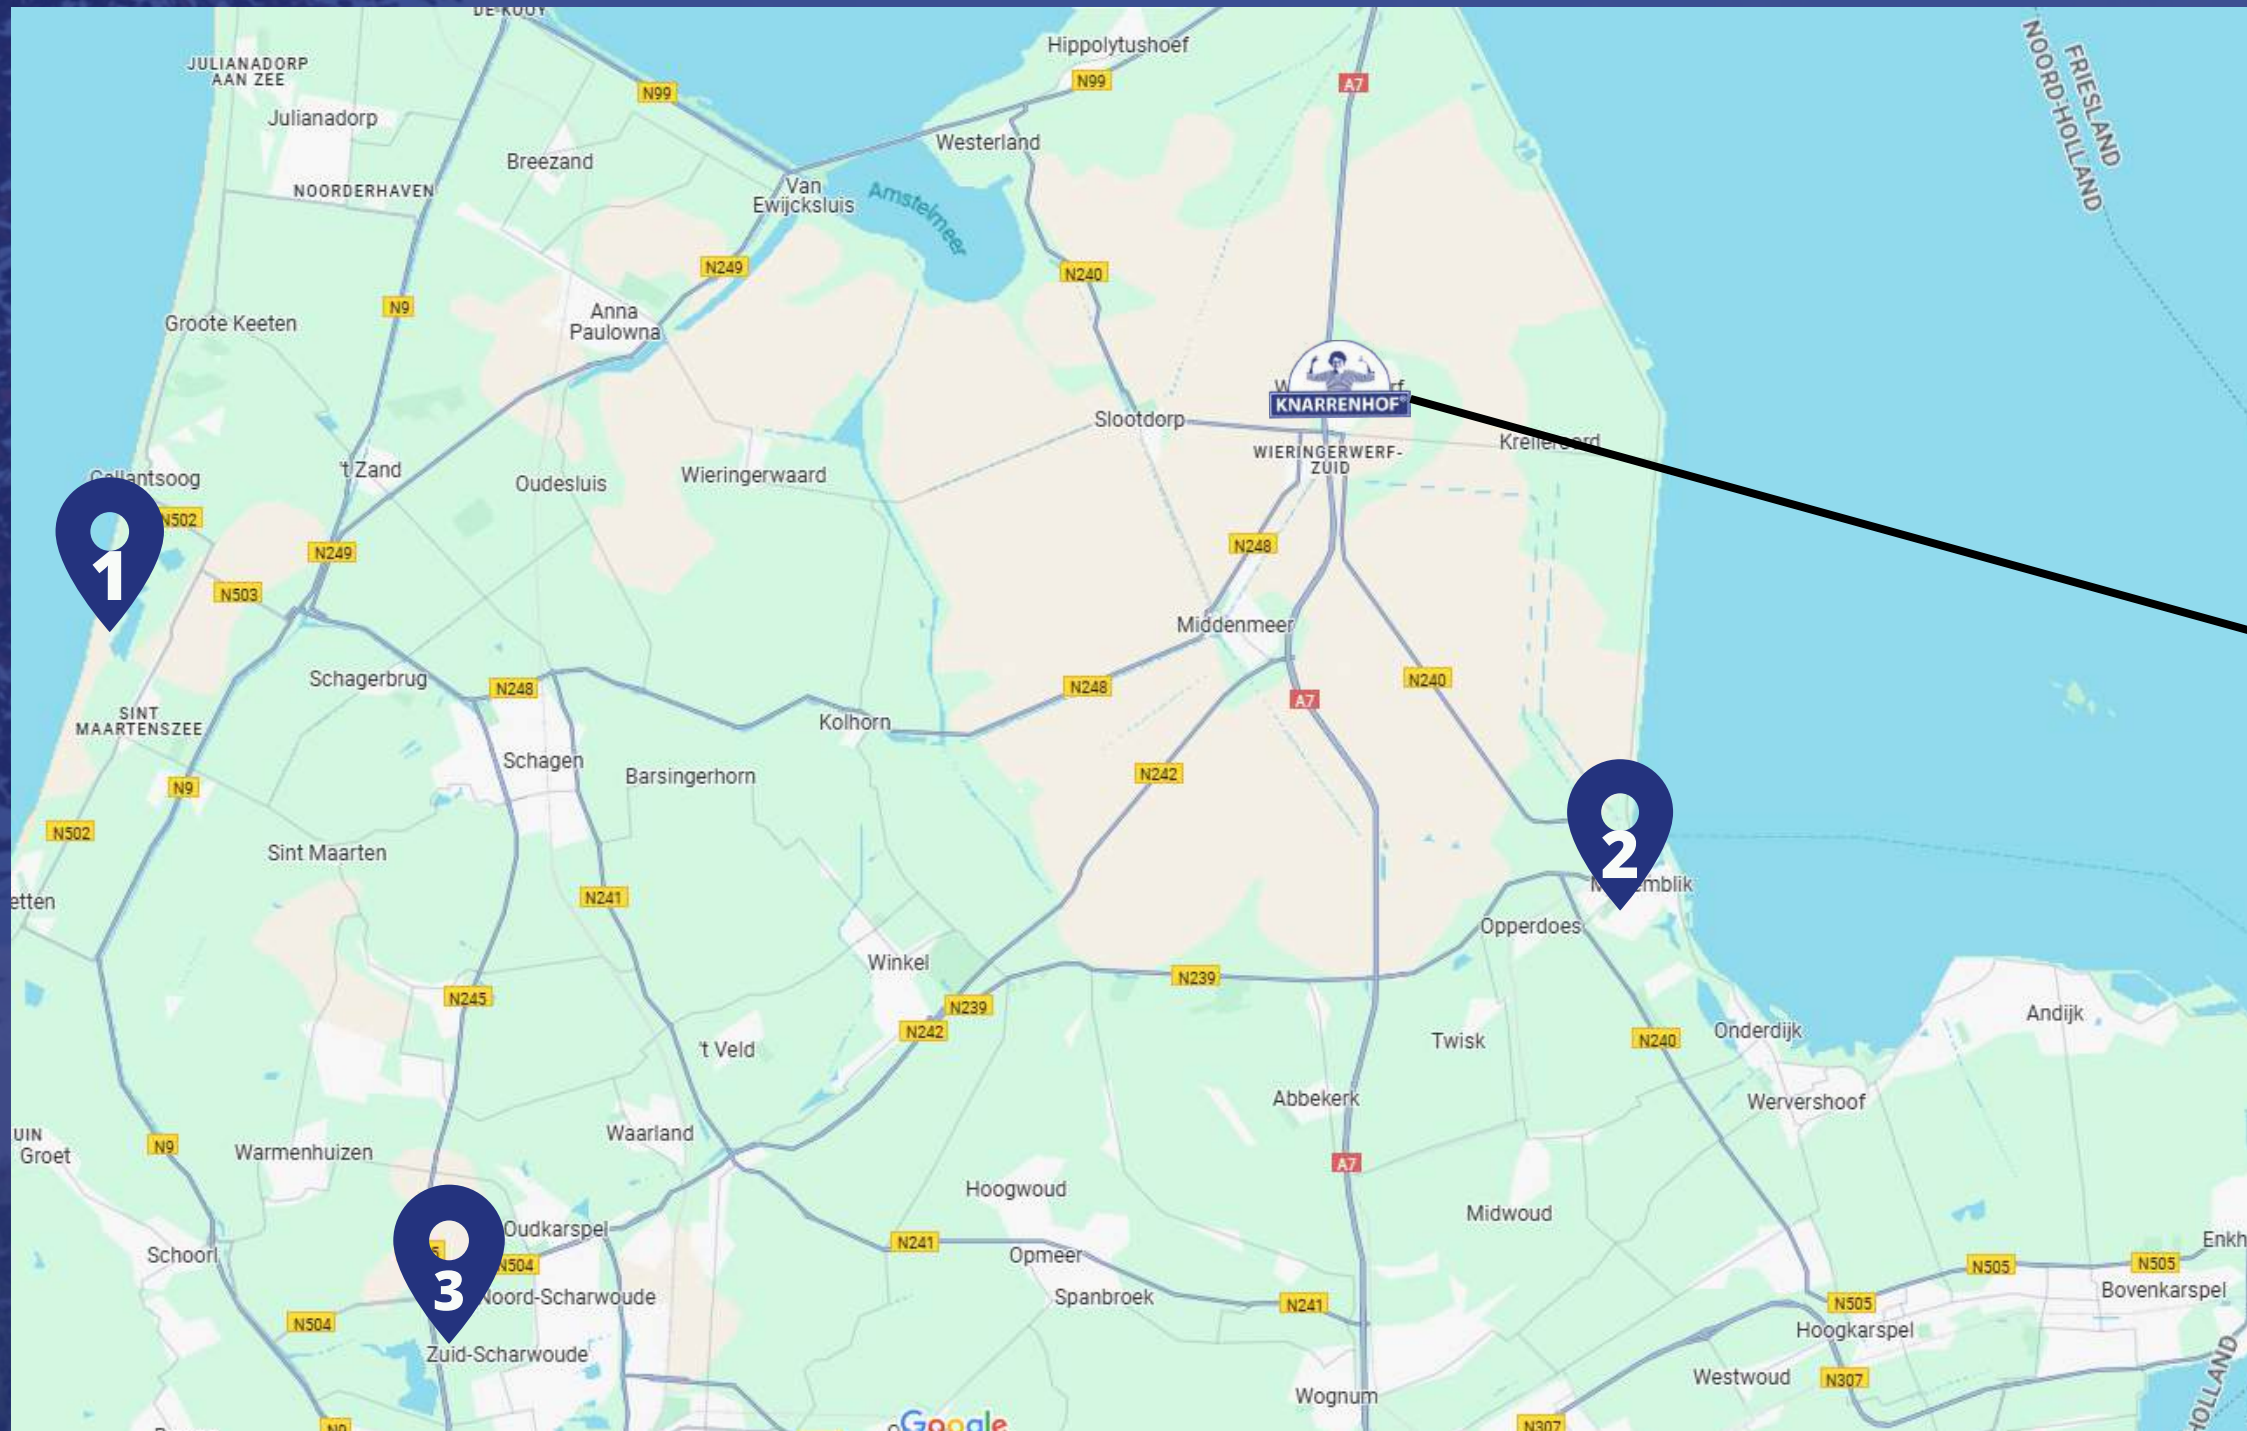 DE KOOY
JULIANADORP
AAN ZEE
Hippolytushoef
FRIESLAND
NOORD-HOLLAND
N99
N99
A7
Julianadorp
Westerland
Breezand
NOORDERHAVEN
Van
Ewijcksluis
Amstelmeer
N249
N240
N9
Anna
Paulowna
Groote Keeten
KNARRENHOF®
Slootdorp
Krelleroord
WIERINGERWERF-
ZUID
't Zand
Oudesluis
Wieringerwaard
N502
1
N249
N248
N503
Middenmeer
Schagerbrug
N248
N248
N240
A7
SINT
MAARTENSZEE
Kolhorn
Schagen
Barsingerhorn
N242
N9
N502
Sint Maarten
2
N241
etten
Opperdoes
Winkel
N239
N245
N239
N242
Andijk
't Veld
Twisk
N240
Onderdijk
Abbekerk
Wervershoof
UIN
Groet
N9
Warmenhuizen
Waarland
A7
Hoogwoud
Midwoud
Oudkarspel
Schoorl
N504
N241
Opmeer
Enkh
N505
N505
3
Noord-Scharwoude
Spanbroek
N241
N505
Bovenkarspel
N504
Hoogkarspel
Zuid-Scharwoude
Westwoud
N307
Wognum
HOLLAND
N9
Google
N307